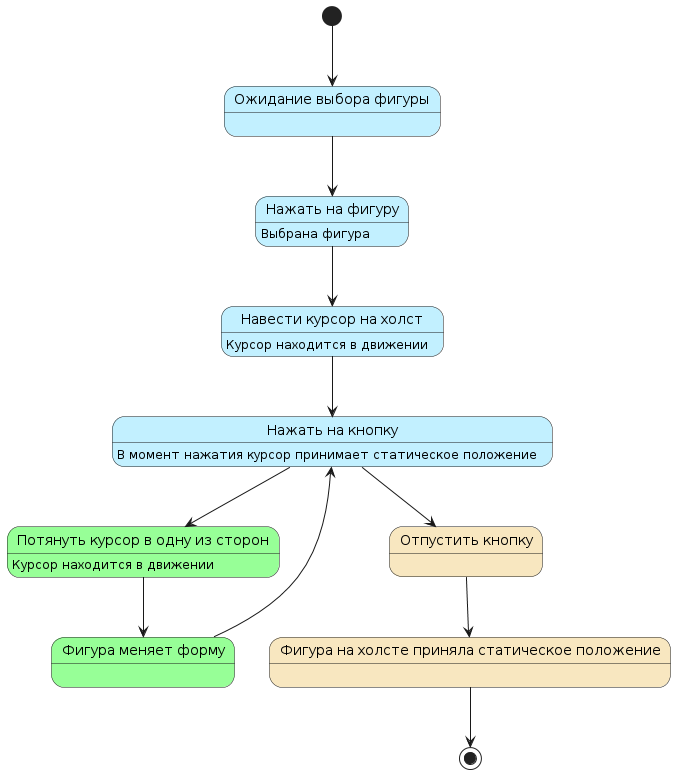 Ожидание выбора фигуры
Нажать на фигуру
Выбрана фигура
Навести курсор на холст
Курсор находится в движении
Нажать на кнопку
В момент нажатия курсор принимает статическое положение
Потянуть курсор в одну из сторон
Курсор находится в движении
Отпустить кнопку
Фигура меняет форму
Фигура на холсте приняла статическое положение